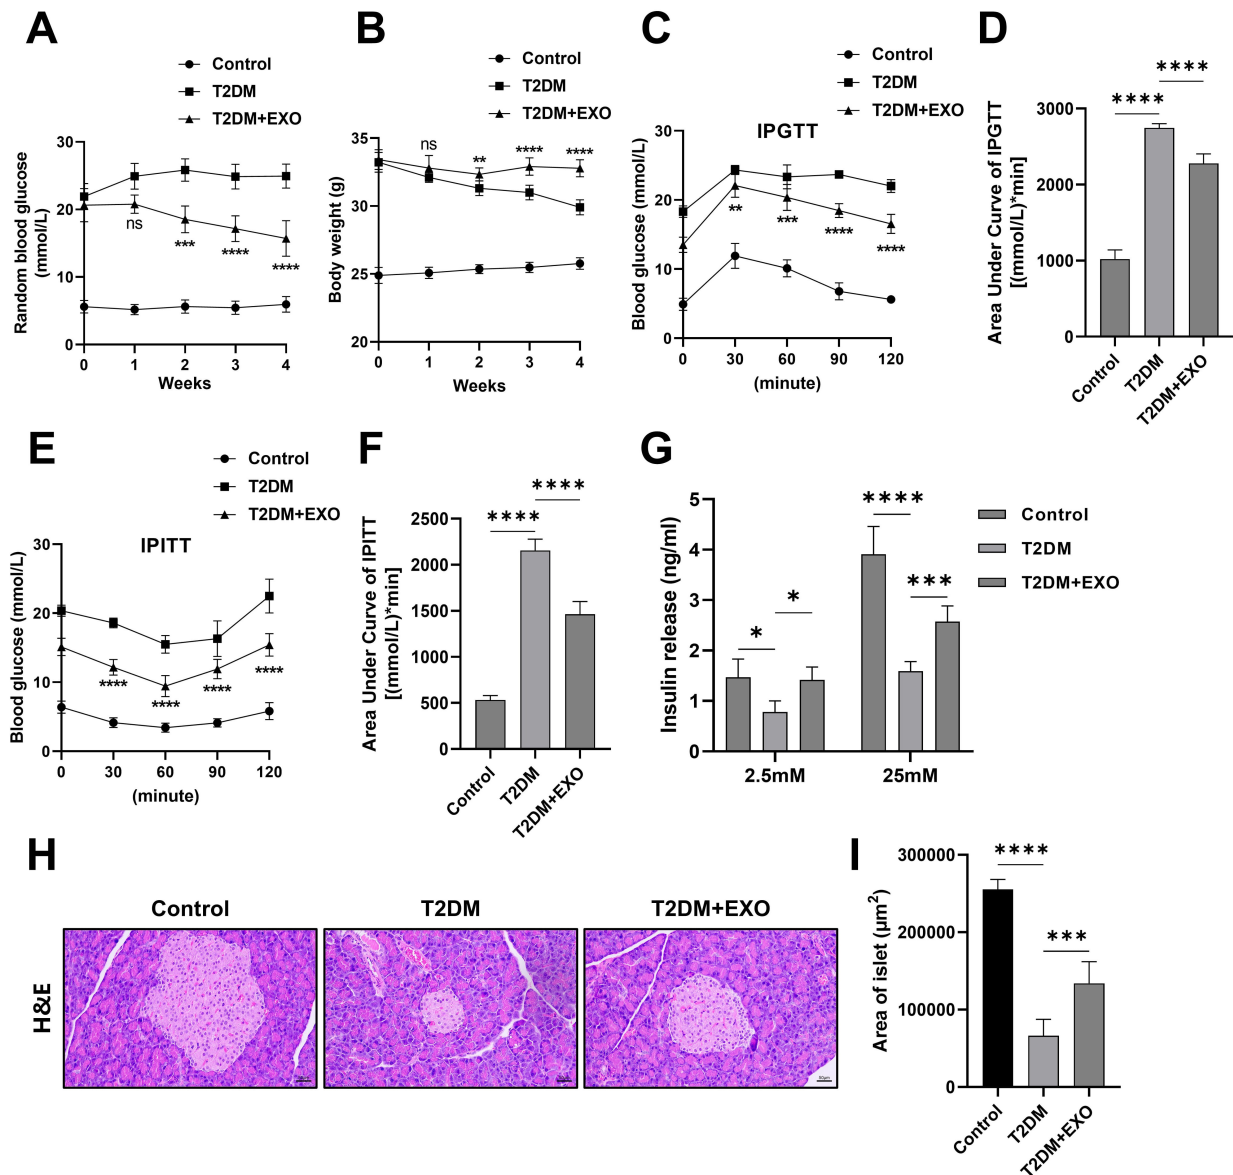 A
Control
T2DM
T2DM+EXO
Random blood glucose
(mmol/L)
30
20
10
0
ns
***
****
****
0 1 2 3 4
Weeks
B
Control
T2DM
T2DM+EXO
Body weight (g)
35
30
25
20
ns
**
****
****
0 1 2 3 4
Weeks
C
Control
T2DM
T2DM+EXO
IPGTT
Blood glucose (mmol/L)
30
20
10
0
**
***
****
****
0 30 60 90 120
(minute)
D
****
****
Area Under Curve of IPGTT
[(mmol/L)*min]
3000
2000
1000
0
Control
T2DM
T2DM+EXO
E
Control
T2DM
T2DM+EXO
IPITT
Blood glucose (mmol/L)
30
20
10
0
****
****
****
****
0 30 60 90 120
(minute)
F
****
****
Area Under Curve of IPITT
[(mmol/L)*min]
2500
2000
1500
1000
500
0
Control
T2DM
T2DM+EXO
G
Insulin release (ng/ml)
5
4
3
2
1
0
*
*
****
***
2.5mM 25mM
Control
T2DM
T2DM+EXO
H
Control T2DM T2DM+EXO
H&E
50μm
I
****
***
Area of islet (μm²)
300000
200000
100000
0
Control
T2DM
T2DM+EXO